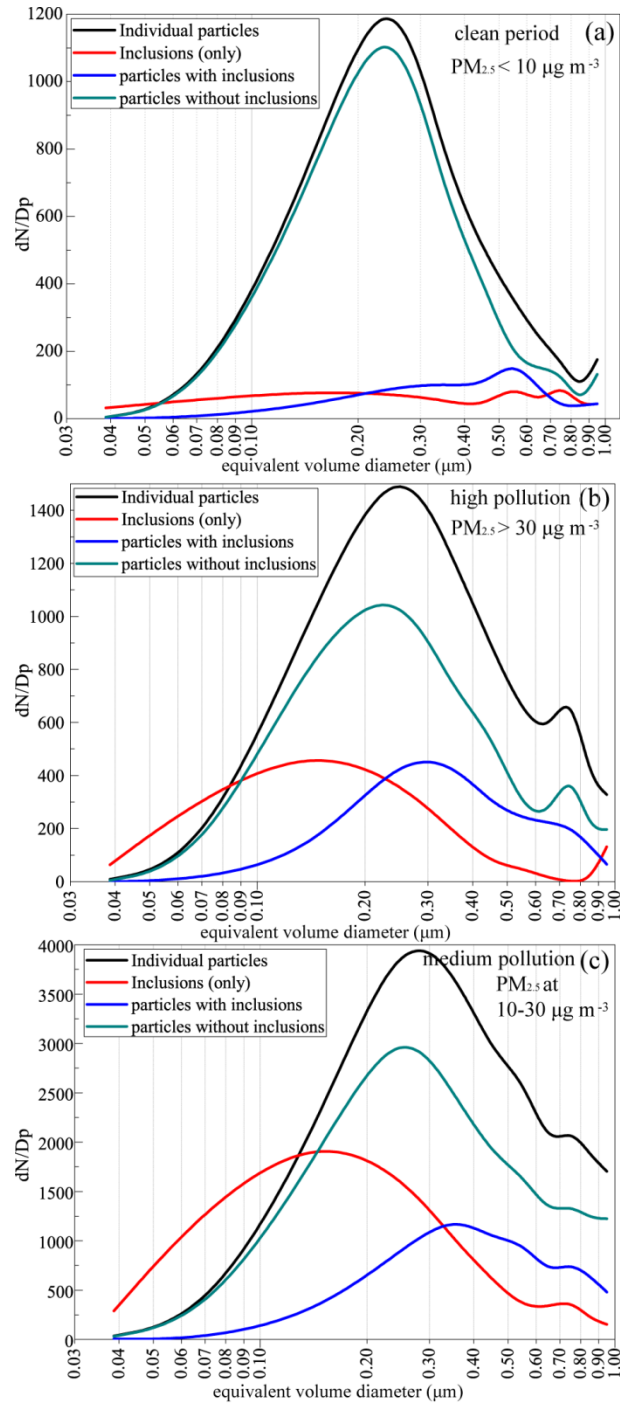 1200
1000
800
600
400
200
0
dN/Dp
Individual particles
Inclusions (only)
particles with inclusions
particles without inclusions
clean period (a)
PM2.5 < 10 μg m-3
0.03 0.04 0.05 0.06 0.07 0.08 0.09 0.10 0.20 0.30 0.40 0.50 0.60 0.70 0.80 0.90 1.00
equivalent volume diameter (μm)
1400
1200
1000
800
600
400
200
0
dN/Dp
Individual particles
Inclusions (only)
particles with inclusions
particles without inclusions
high pollution (b)
PM2.5 > 30 μg m-3
0.03 0.04 0.05 0.06 0.07 0.08 0.09 0.10 0.20 0.30 0.40 0.50 0.60 0.70 0.80 0.90 1.00
equivalent volume diameter (μm)
4000
3500
3000
2500
2000
1500
1000
500
0
dN/Dp
Individual particles
Inclusions (only)
particles with inclusions
particles without inclusions
medium pollution (c)
PM2.5 at
10-30 μg m-3
0.03 0.04 0.05 0.06 0.07 0.08 0.09 0.10 0.20 0.30 0.40 0.50 0.60 0.70 0.80 0.90 1.00
equivalent volume diameter (μm)